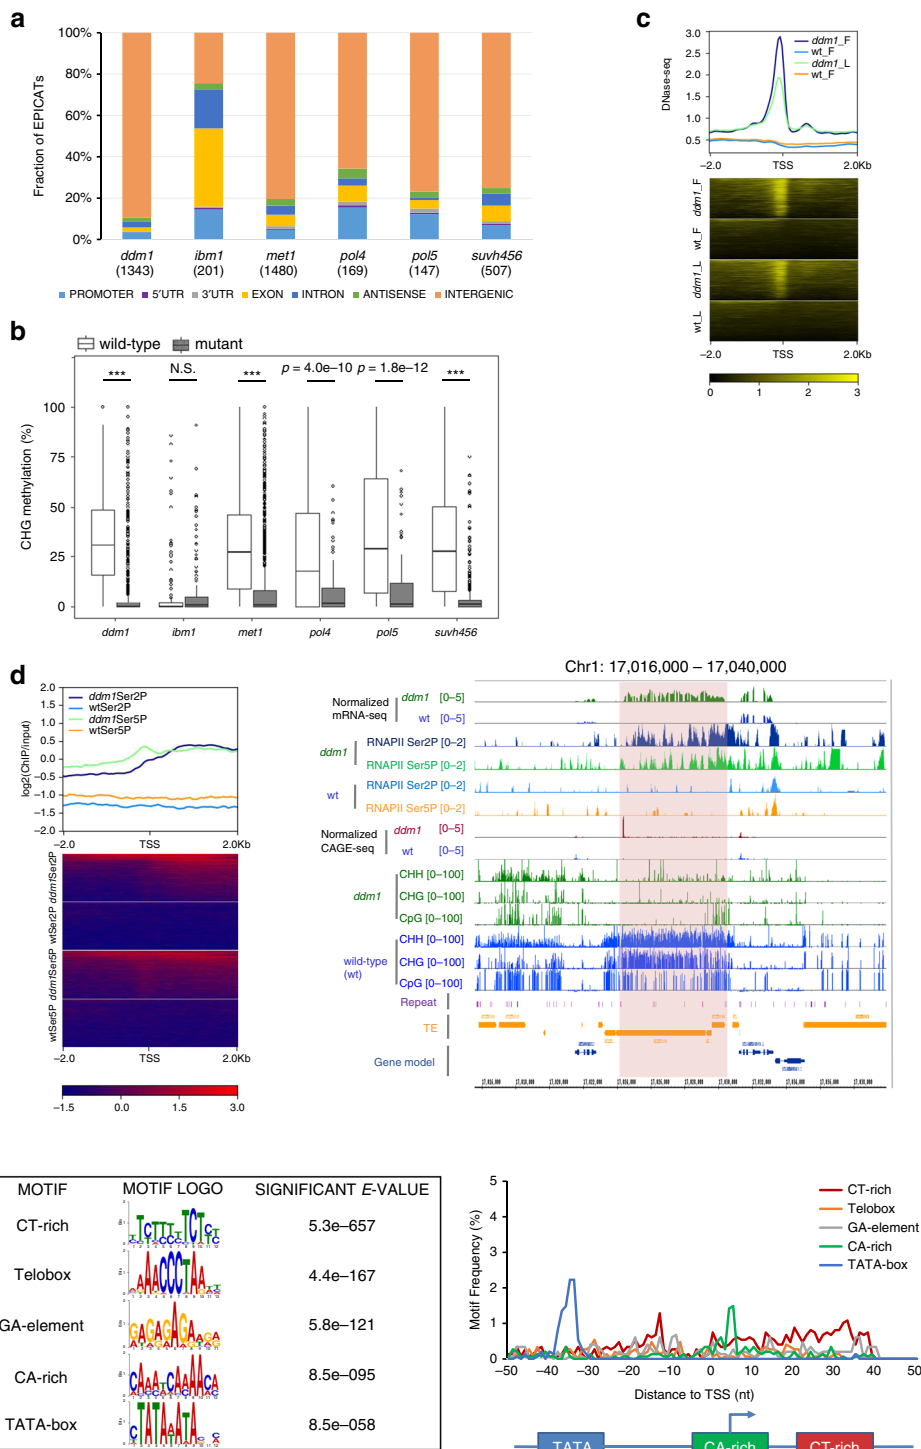 a
Fraction of EPICATs
100%
80%
60%
40%
20%
0%
ddm1 ibm1 met1 pol4 pol5 suvh456
(1343) (201) (1480) (169) (147) (507)
PROMOTER 5′UTR 3′UTR EXON INTRON ANTISENSE INTERGENIC
b
wild-type mutant
*** N.S. *** p = 4.0e–10 p = 1.8e–12 ***
CHG methylation (%)
100
50
25
0
ddm1 ibm1 met1 pol4 pol5 suvh456
c
DNase-seq
3.0
2.5
2.0
1.5
1.0
0.5
ddm1_F
wt_F
ddm1_L
wt_F
–2.0 TSS 2.0Kb
ddm1_F
wt_F
ddm1_L
wt_L
–2.0 TSS 2.0Kb
0 1 2 3
d
log2(ChIP/input)
2.0
1.5
1.0
0.5
0.0
–0.5
–1.0
–1.5
–2.0
ddm1Ser2P
wtSer2P
ddm1Ser5P
wtSer5P
–2.0 TSS 2.0Kb
ddm1Ser2P
wtSer2P
ddm1Ser5P
wtSer5P
–2.0 TSS 2.0Kb
–1.5 0.0 1.5 3.0
Chr1: 17,016,000 – 17,040,000
Normalized mRNA-seq
ddm1 [0–5]
wt [0–5]
ddm1
RNAPII Ser2P [0–2]
RNAPII Ser5P [0–2]
wt
RNAPII Ser2P [0–2]
RNAPII Ser5P [0–2]
Normalized CAGE-seq
ddm1 [0–5]
wt [0–5]
ddm1
CHH [0–100]
CHG [0–100]
CpG [0–100]
wild-type (wt)
CHH [0–100]
CHG [0–100]
CpG [0–100]
Repeat
TE
Gene model
MOTIF MOTIF LOGO SIGNIFICANT E-VALUE
CT-rich 5.3e–657
Telobox 4.4e–167
GA-element 5.8e–121
CA-rich 8.5e–095
TATA-box 8.5e–058
Motif Frequency (%)
5
4
3
2
1
0
CT-rich
Telobox
GA-element
CA-rich
TATA-box
–50 –40 –30 –20 –10 0 10 20 30 40 50
Distance to TSS (nt)
TATA CA-rich CT-rich